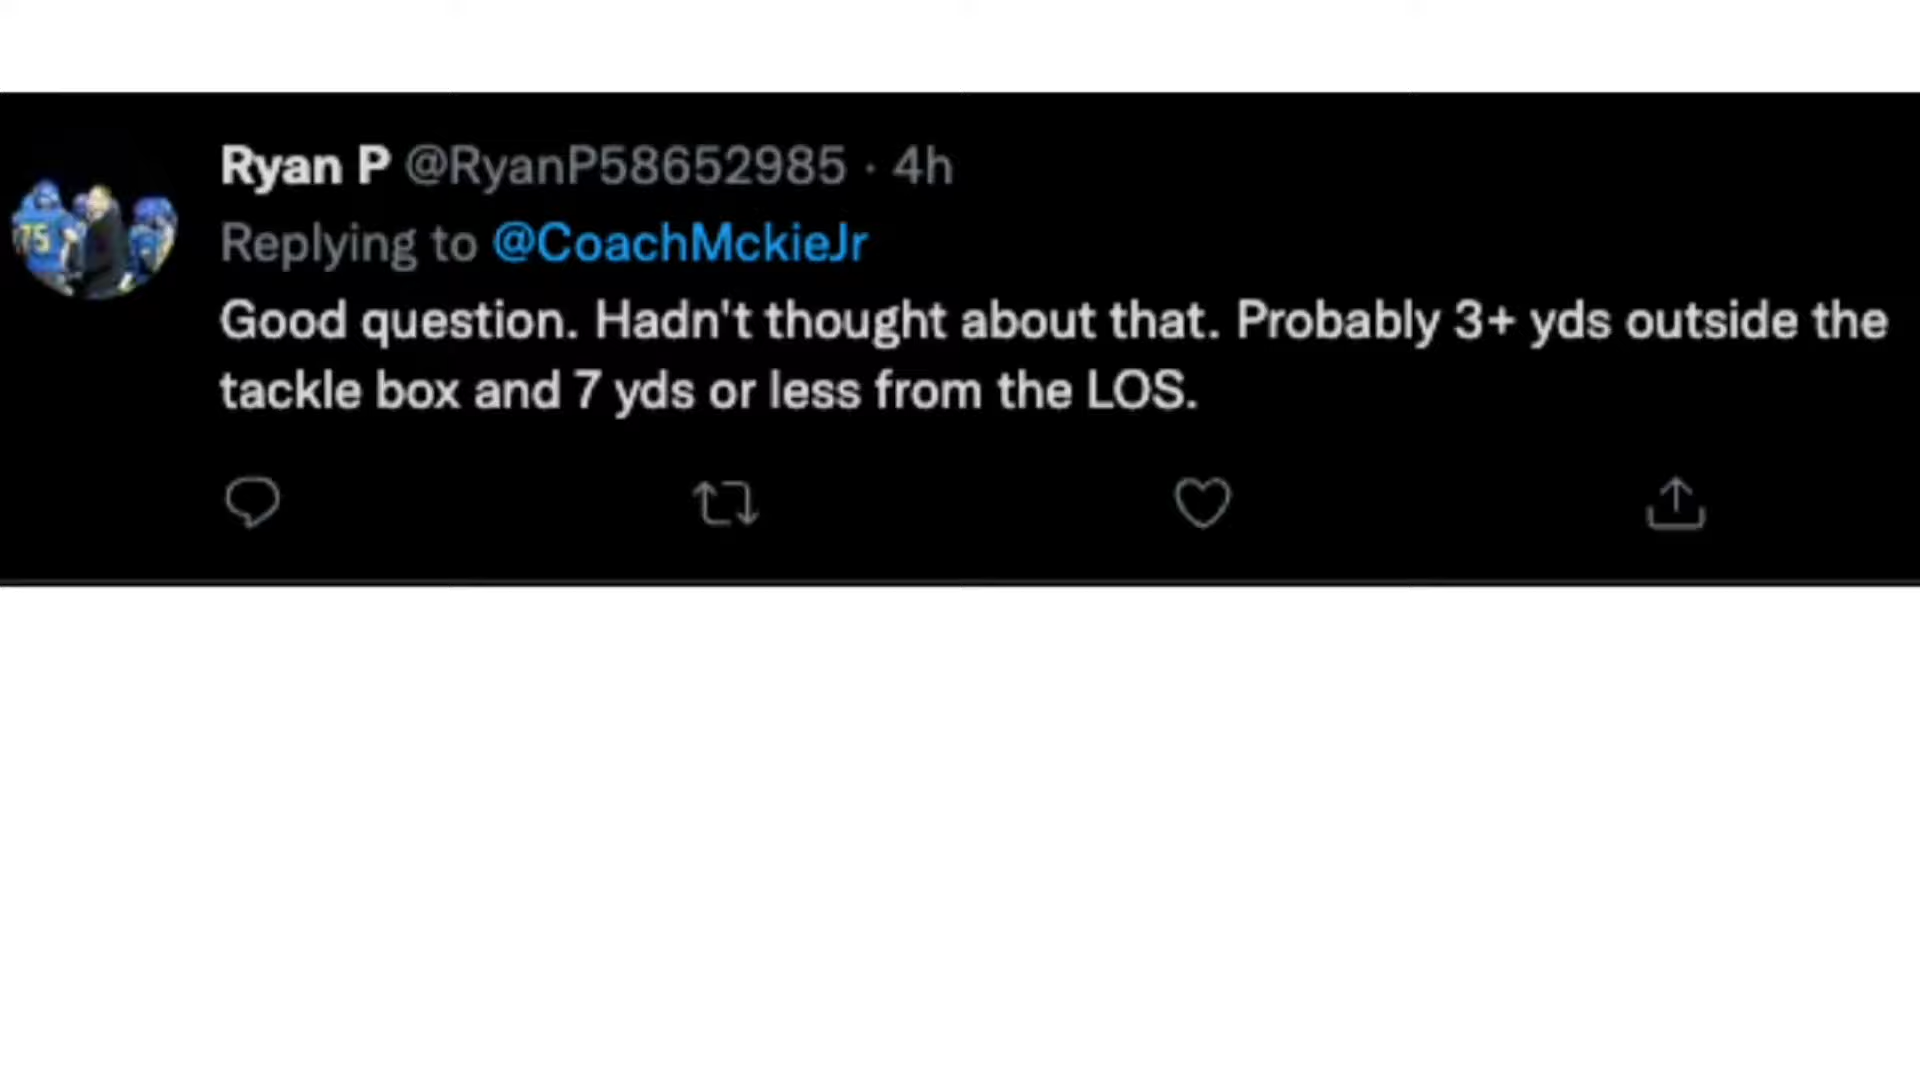 Ryan P @RyanP58652985 · 4h
Replying to @CoachMckieJr
Good question. Hadn't thought about that. Probably 3+ yds outside the
tackle box and 7 yds or less from the LOS.
75